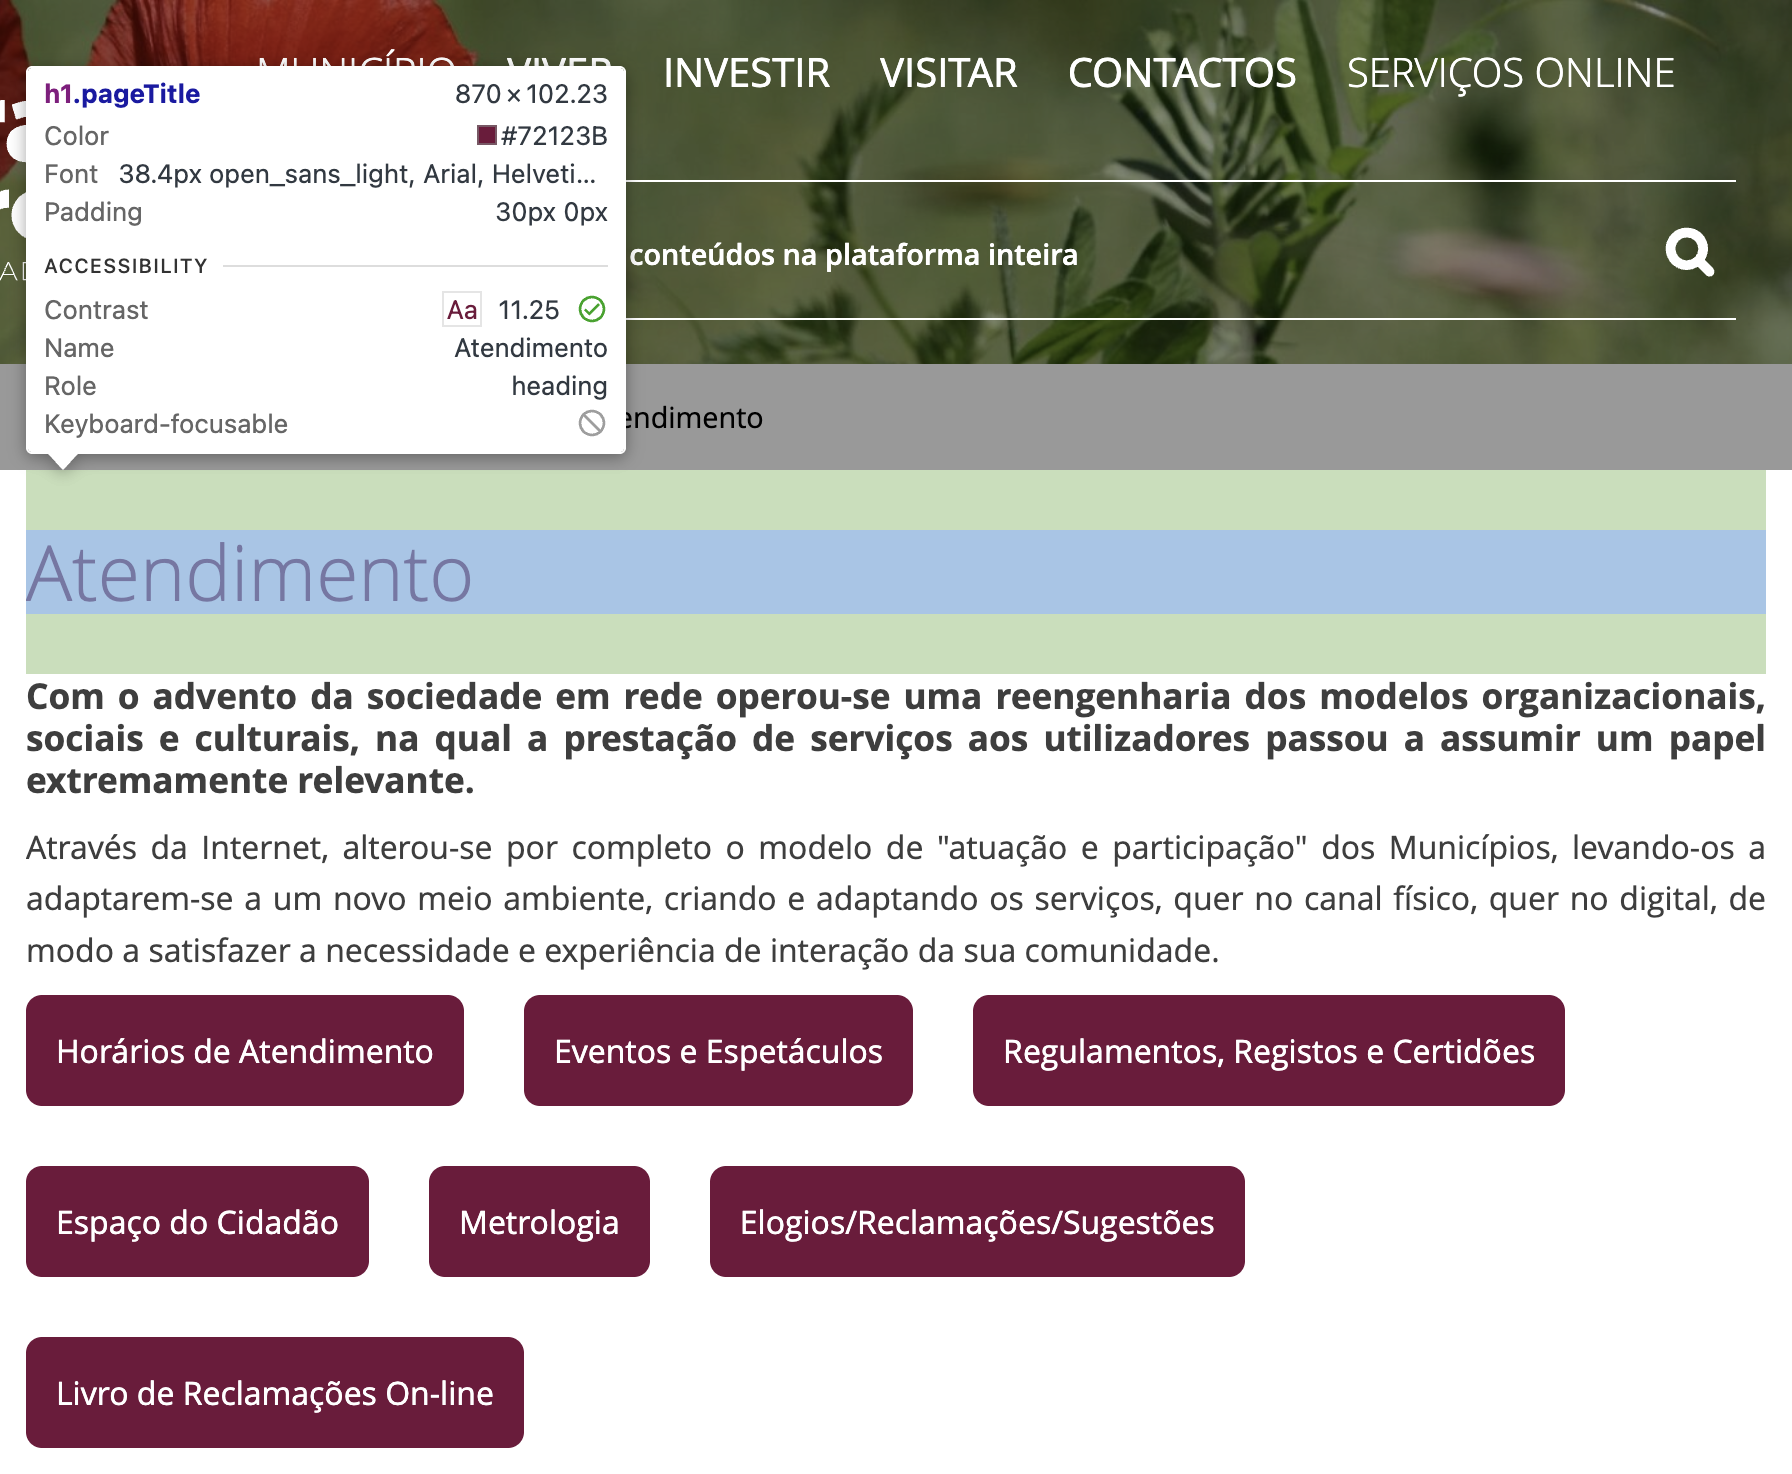 INVESTIR VISITAR CONTACTOS SERVIÇOS ONLINE
h1.pageTitle 870 × 102.23
Color #72123B
Font 38.4px open_sans_light, Arial, Helveti...
Padding 30px 0px
conteúdos na plataforma inteira
ACCESSIBILITY
Contrast Aa 11.25
Name Atendimento
Role heading
Keyboard-focusable
endimento
Atendimento
Com o advento da sociedade em rede operou-se uma reengenharia dos modelos organizacionais,
sociais e culturais, na qual a prestação de serviços aos utilizadores passou a assumir um papel
extremamente relevante.
Através da Internet, alterou-se por completo o modelo de "atuação e participação" dos Municípios, levando-os a
adaptarem-se a um novo meio ambiente, criando e adaptando os serviços, quer no canal físico, quer no digital, de
modo a satisfazer a necessidade e experiência de interação da sua comunidade.
Horários de Atendimento Eventos e Espetáculos Regulamentos, Registos e Certidões
Espaço do Cidadão Metrologia Elogios/Reclamações/Sugestões
Livro de Reclamações On-line